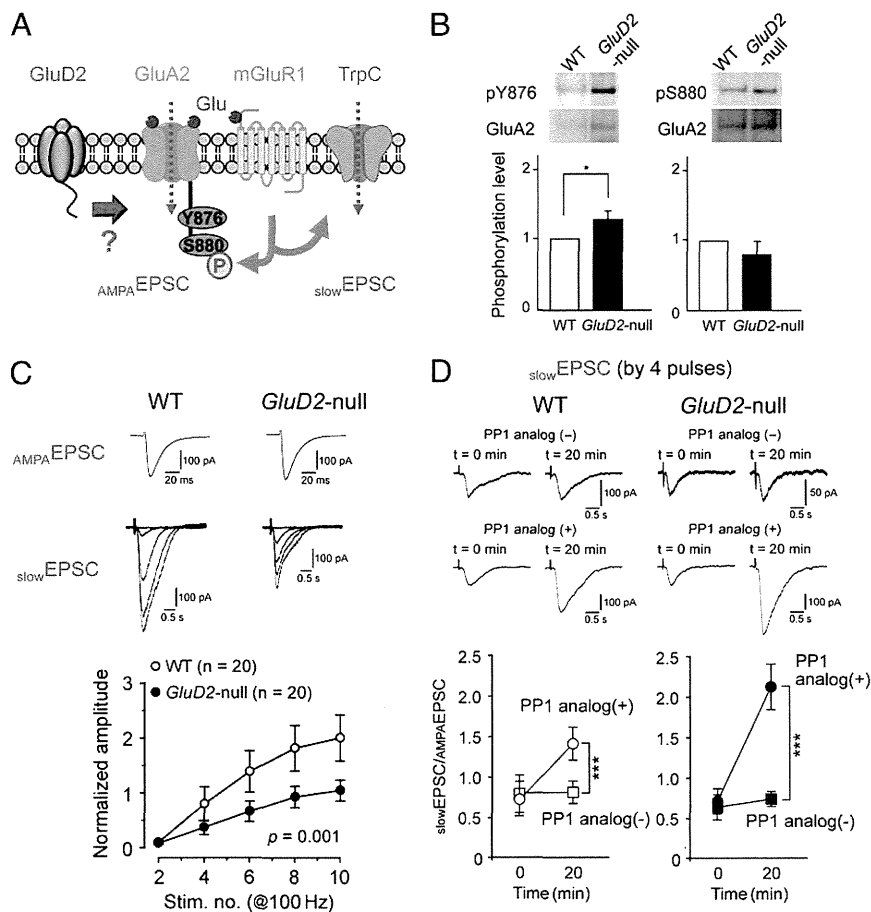 A
GluD2 GluA2 mGluR1 TrpC
Glu
?
Y876
S880
P
AMPAEPSC
slowEPSC
B
WT GluD2-null WT GluD2-null
pY876
GluA2
pS880
GluA2
Phosphorylation level
2
1
0
*
WT GluD2-null
2
1
0
WT GluD2-null
C
WT GluD2-null
AMPAEPSC
100 pA
20 ms
100 pA
20 ms
slowEPSC
100 pA
0.5 s
100 pA
0.5 s
WT (n = 20)
GluD2-null (n = 20)
Normalized amplitude
3
2
1
0
p = 0.001
2 4 6 8 10
Stim. no. (@100 Hz)
D
slowEPSC (by 4 pulses)
WT GluD2-null
PP1 analog (–) PP1 analog (–)
t = 0 min t = 20 min t = 0 min t = 20 min
100 pA
0.5 s
50 pA
0.5 s
PP1 analog (+) PP1 analog (+)
t = 0 min t = 20 min t = 0 min t = 20 min
100 pA
0.5 s
100 pA
0.5 s
slowEPSC/AMPAEPSC
2.5
2.0
1.5
1.0
0.5
0
PP1 analog(+)
***
PP1 analog(-)
0 20
Time (min)
2.5
2.0
1.5
1.0
0.5
0
PP1
analog(+)
***
PP1
analog(-)
0 20
Time (min)